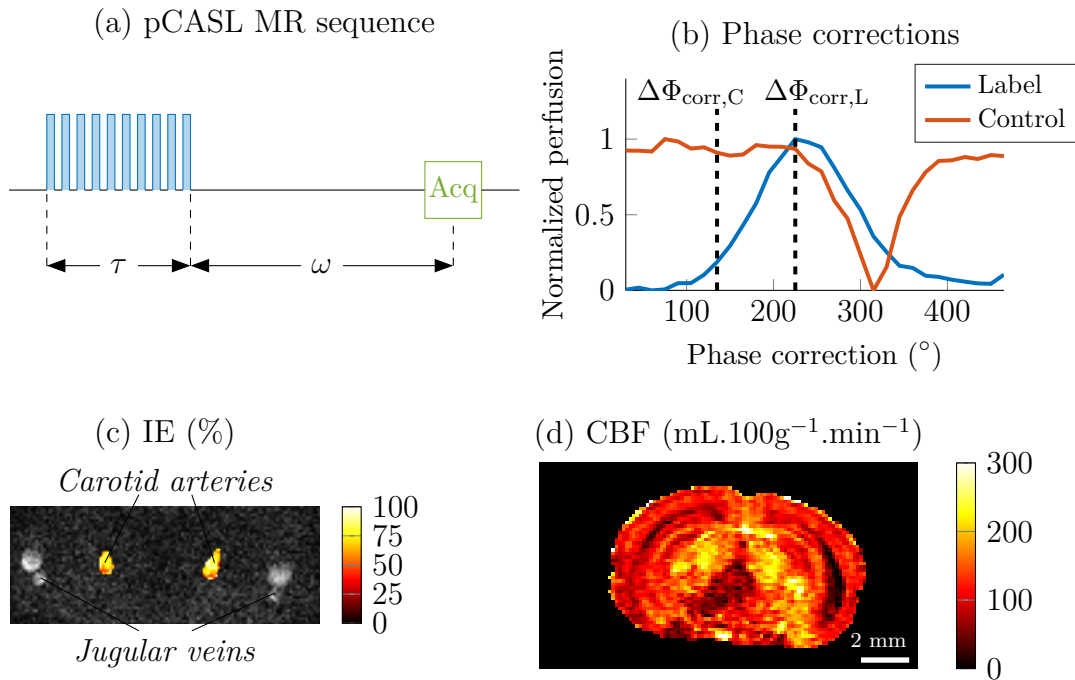 (a) pCASL MR sequence
Acq
τ
ω
(b) Phase corrections
Normalized perfusion
1
0.5
0
ΔΦcorr,C
ΔΦcorr,L
Label
Control
100
200
300
400
Phase correction (°)
(c) IE (%)
Carotid arteries
Jugular veins
100
75
50
25
0
(d) CBF (mL.100g⁻¹.min⁻¹)
2 mm
300
200
100
0